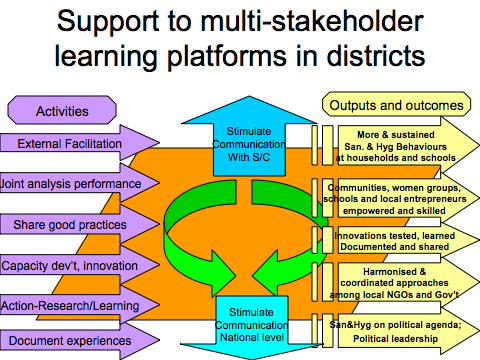 Support to multi-stakeholder
learning platforms in districts
Activities
External Facilitation
Joint analysis performance
Share good practices
Capacity dev't, innovation
Action-Research/Learning
Document experiences
Stimulate
Communication
With S/C
Stimulate
Communication
National level
Outputs and outcomes
More & sustained
San. & Hyg Behaviours
at households and schools
Communities, women groups,
schools and local entrepreneurs
empowered and skilled
Innovations tested, learned
Documented and shared
Harmonised &
coordinated approaches
among local NGOs and Gov't
San&Hyg on political agenda;
Political leadership